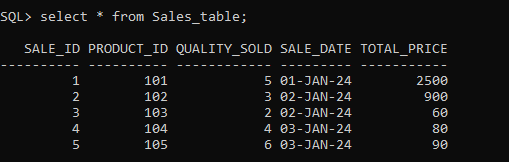 SQL> select * from Sales_table;
SALE_ID PRODUCT_ID QUALITY_SOLD SALE_DATE TOTAL_PRICE
---------- ---------- ------------ --------- -----------
1 101 5 01-JAN-24 2500
2 102 3 02-JAN-24 900
3 103 2 02-JAN-24 60
4 104 4 03-JAN-24 80
5 105 6 03-JAN-24 90